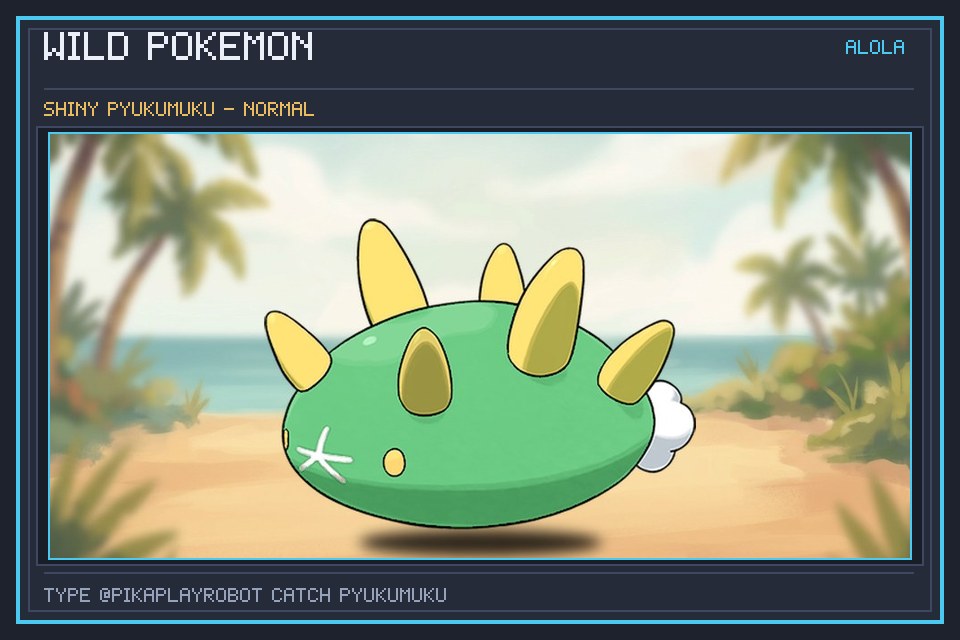 WILD POKEMON
ALOLA
SHINY PYUKUMUKU - NORMAL
TYPE @PIKAPLAYROBOT CATCH PYUKUMUKU